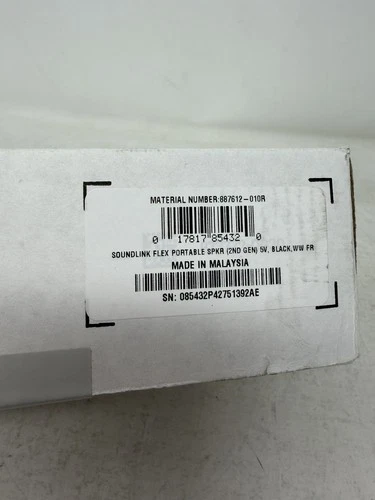 MATERIAL NUMBER:887612-010R
0 17817 85432 0
SOUNDLINK FLEX PORTABLE SPKR (2ND GEN) 5V, BLACK,WW FR
MADE IN MALAYSIA
SN: 085432P42751392AE